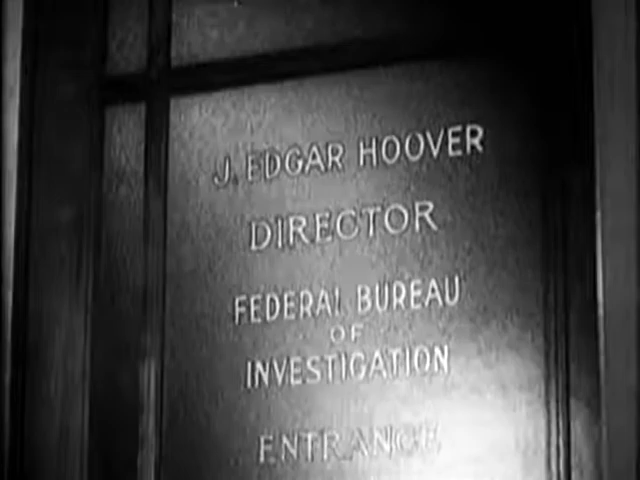 J. EDGAR HOOVER
DIRECTOR
FEDERAL BUREAU
OF
INVESTIGATION
ENTRANCE